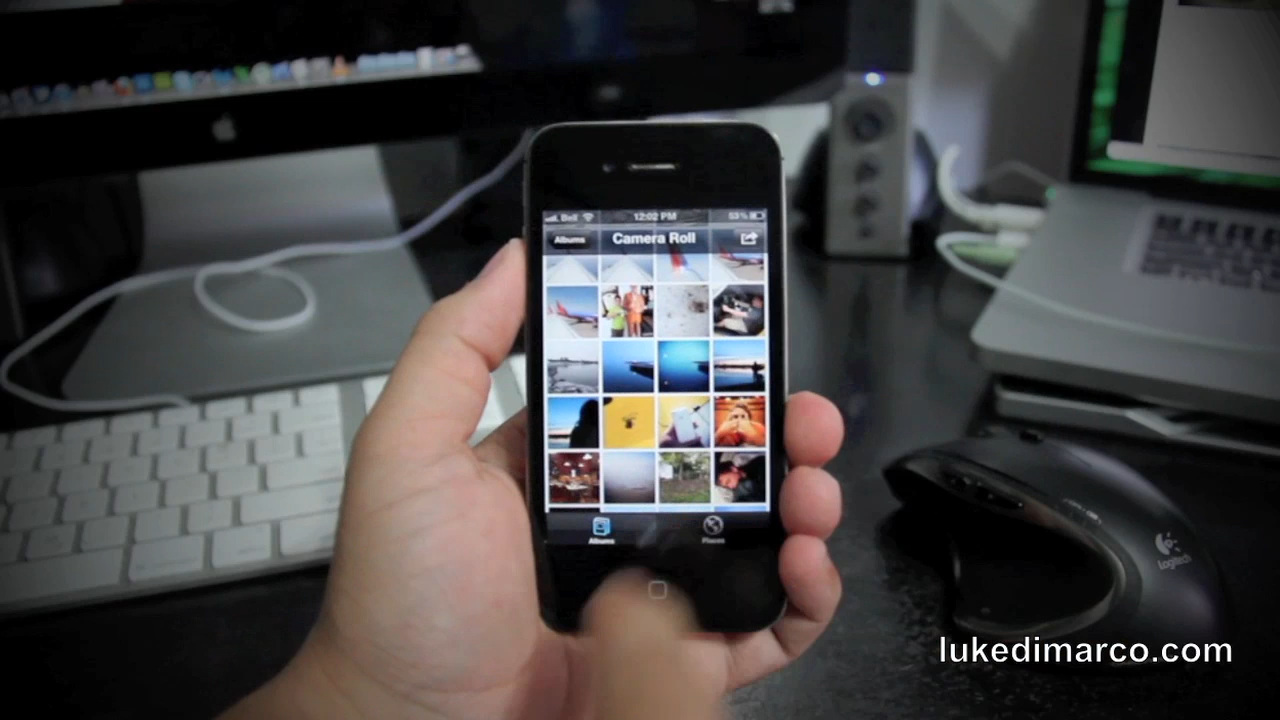 Bell 12:02 PM 53%
Albums Camera Roll
Albums Places
Logitech
lukedimarco.com